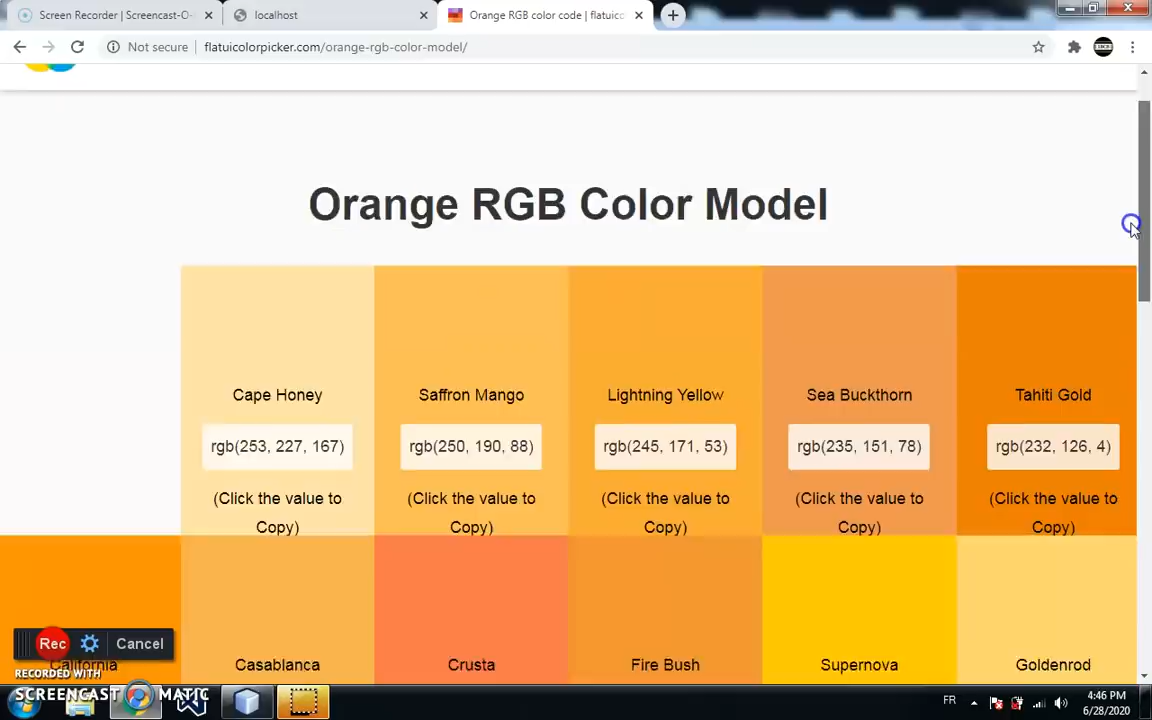 Screen Recorder | Screencast-O-
localhost
Orange RGB color code | flatuico
Not secure
flatuicolorpicker.com/orange-rgb-color-model/
Orange RGB Color Model
Cape Honey
Saffron Mango
Lightning Yellow
Sea Buckthorn
Tahiti Gold
rgb(253, 227, 167)
rgb(250, 190, 88)
rgb(245, 171, 53)
rgb(235, 151, 78)
rgb(232, 126, 4)
(Click the value to
Copy)
(Click the value to
Copy)
(Click the value to
Copy)
(Click the value to
Copy)
(Click the value to
Copy)
California
Casablanca
Crusta
Fire Bush
Supernova
Goldenrod
Rec
Cancel
RECORDED WITH
SCREENCAST MATIC
FR
4:46 PM
6/28/2020